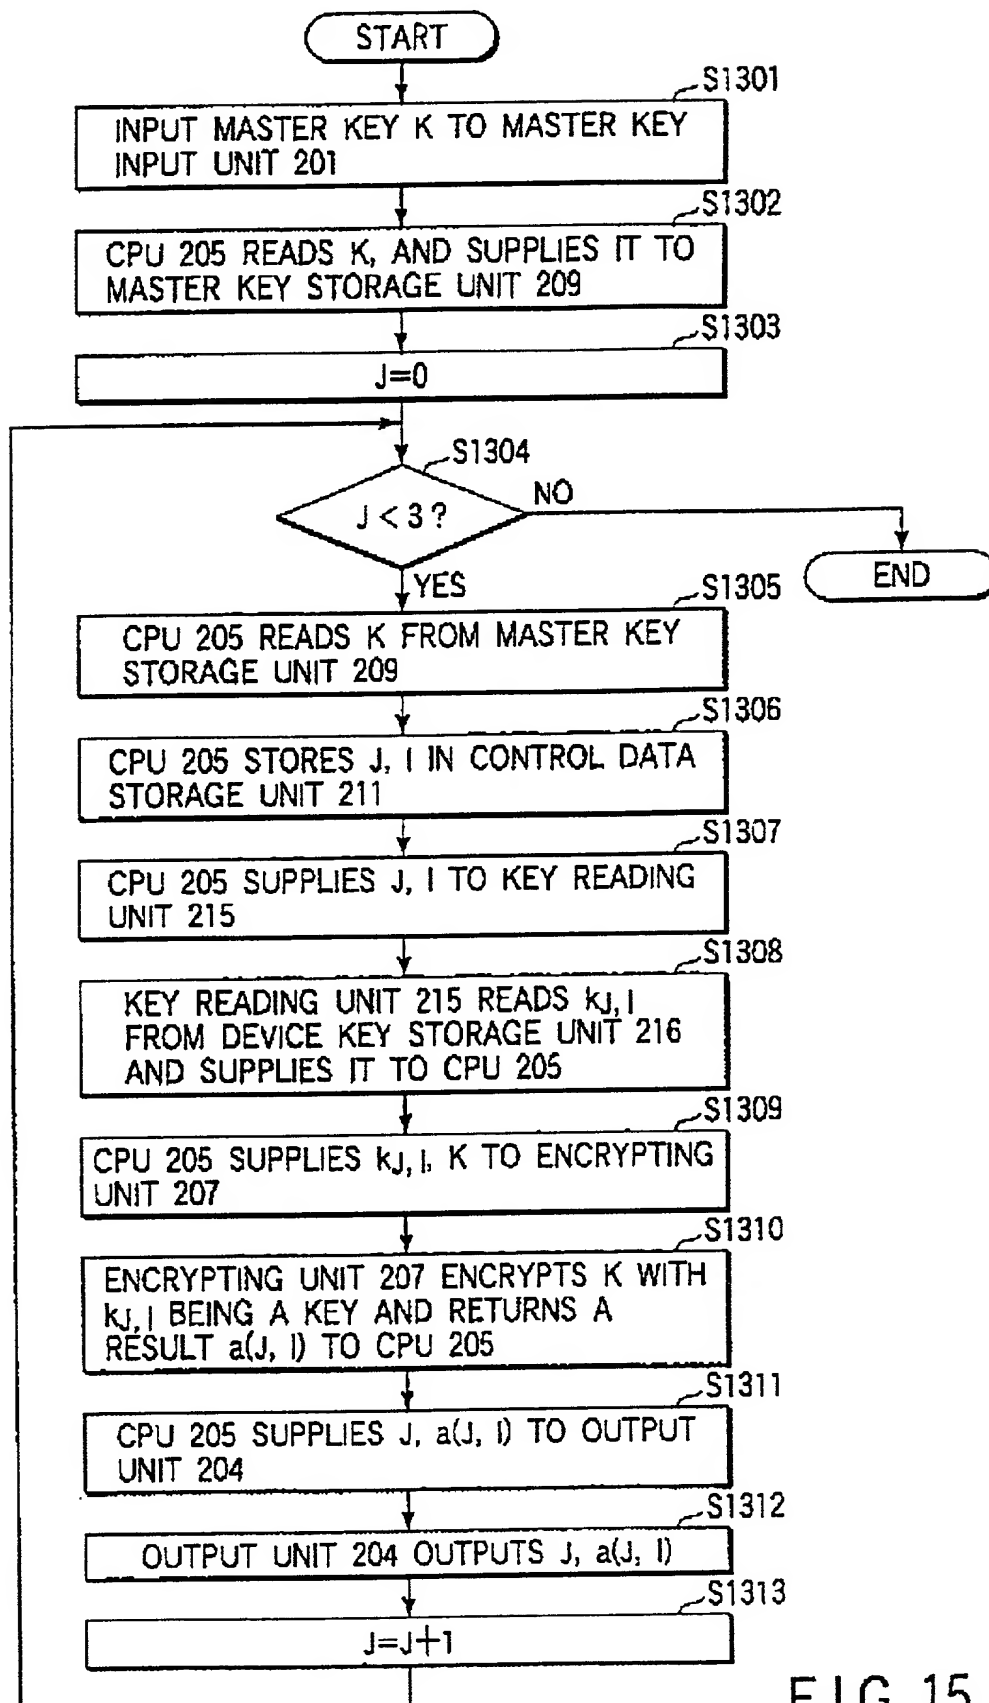 START
S1301
INPUT MASTER KEY K TO MASTER KEY
INPUT UNIT 201
S1302
CPU 205 READS K, AND SUPPLIES IT TO
MASTER KEY STORAGE UNIT 209
S1303
J=0
S1304
J < 3 ?
NO
END
YES
S1305
CPU 205 READS K FROM MASTER KEY
STORAGE UNIT 209
S1306
CPU 205 STORES J, I IN CONTROL DATA
STORAGE UNIT 211
S1307
CPU 205 SUPPLIES J, I TO KEY READING
UNIT 215
S1308
KEY READING UNIT 215 READS kJ, I
FROM DEVICE KEY STORAGE UNIT 216
AND SUPPLIES IT TO CPU 205
S1309
CPU 205 SUPPLIES kJ, I, K TO ENCRYPTING
UNIT 207
S1310
ENCRYPTING UNIT 207 ENCRYPTS K WITH
kJ, I BEING A KEY AND RETURNS A
RESULT a(J, I) TO CPU 205
S1311
CPU 205 SUPPLIES J, a(J, I) TO OUTPUT
UNIT 204
S1312
OUTPUT UNIT 204 OUTPUTS J, a(J, I)
S1313
J=J+1
FIG. 15